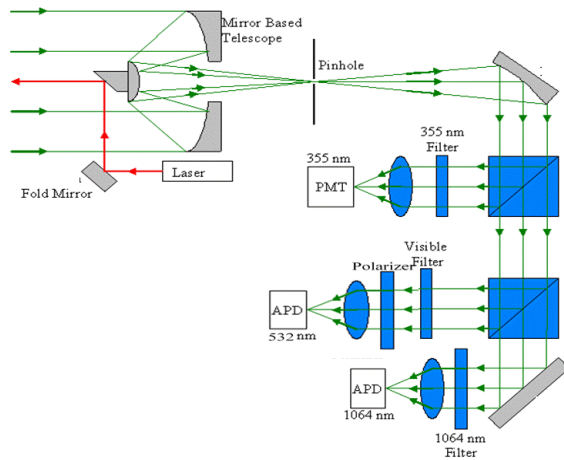 Mirror Based
Telescope
Pinhole
Laser
Fold Mirror
355 nm
Filter
355 nm
PMT
Visible
Filter
Polarizer
APD
532 nm
APD
1064 nm
1064 nm
Filter